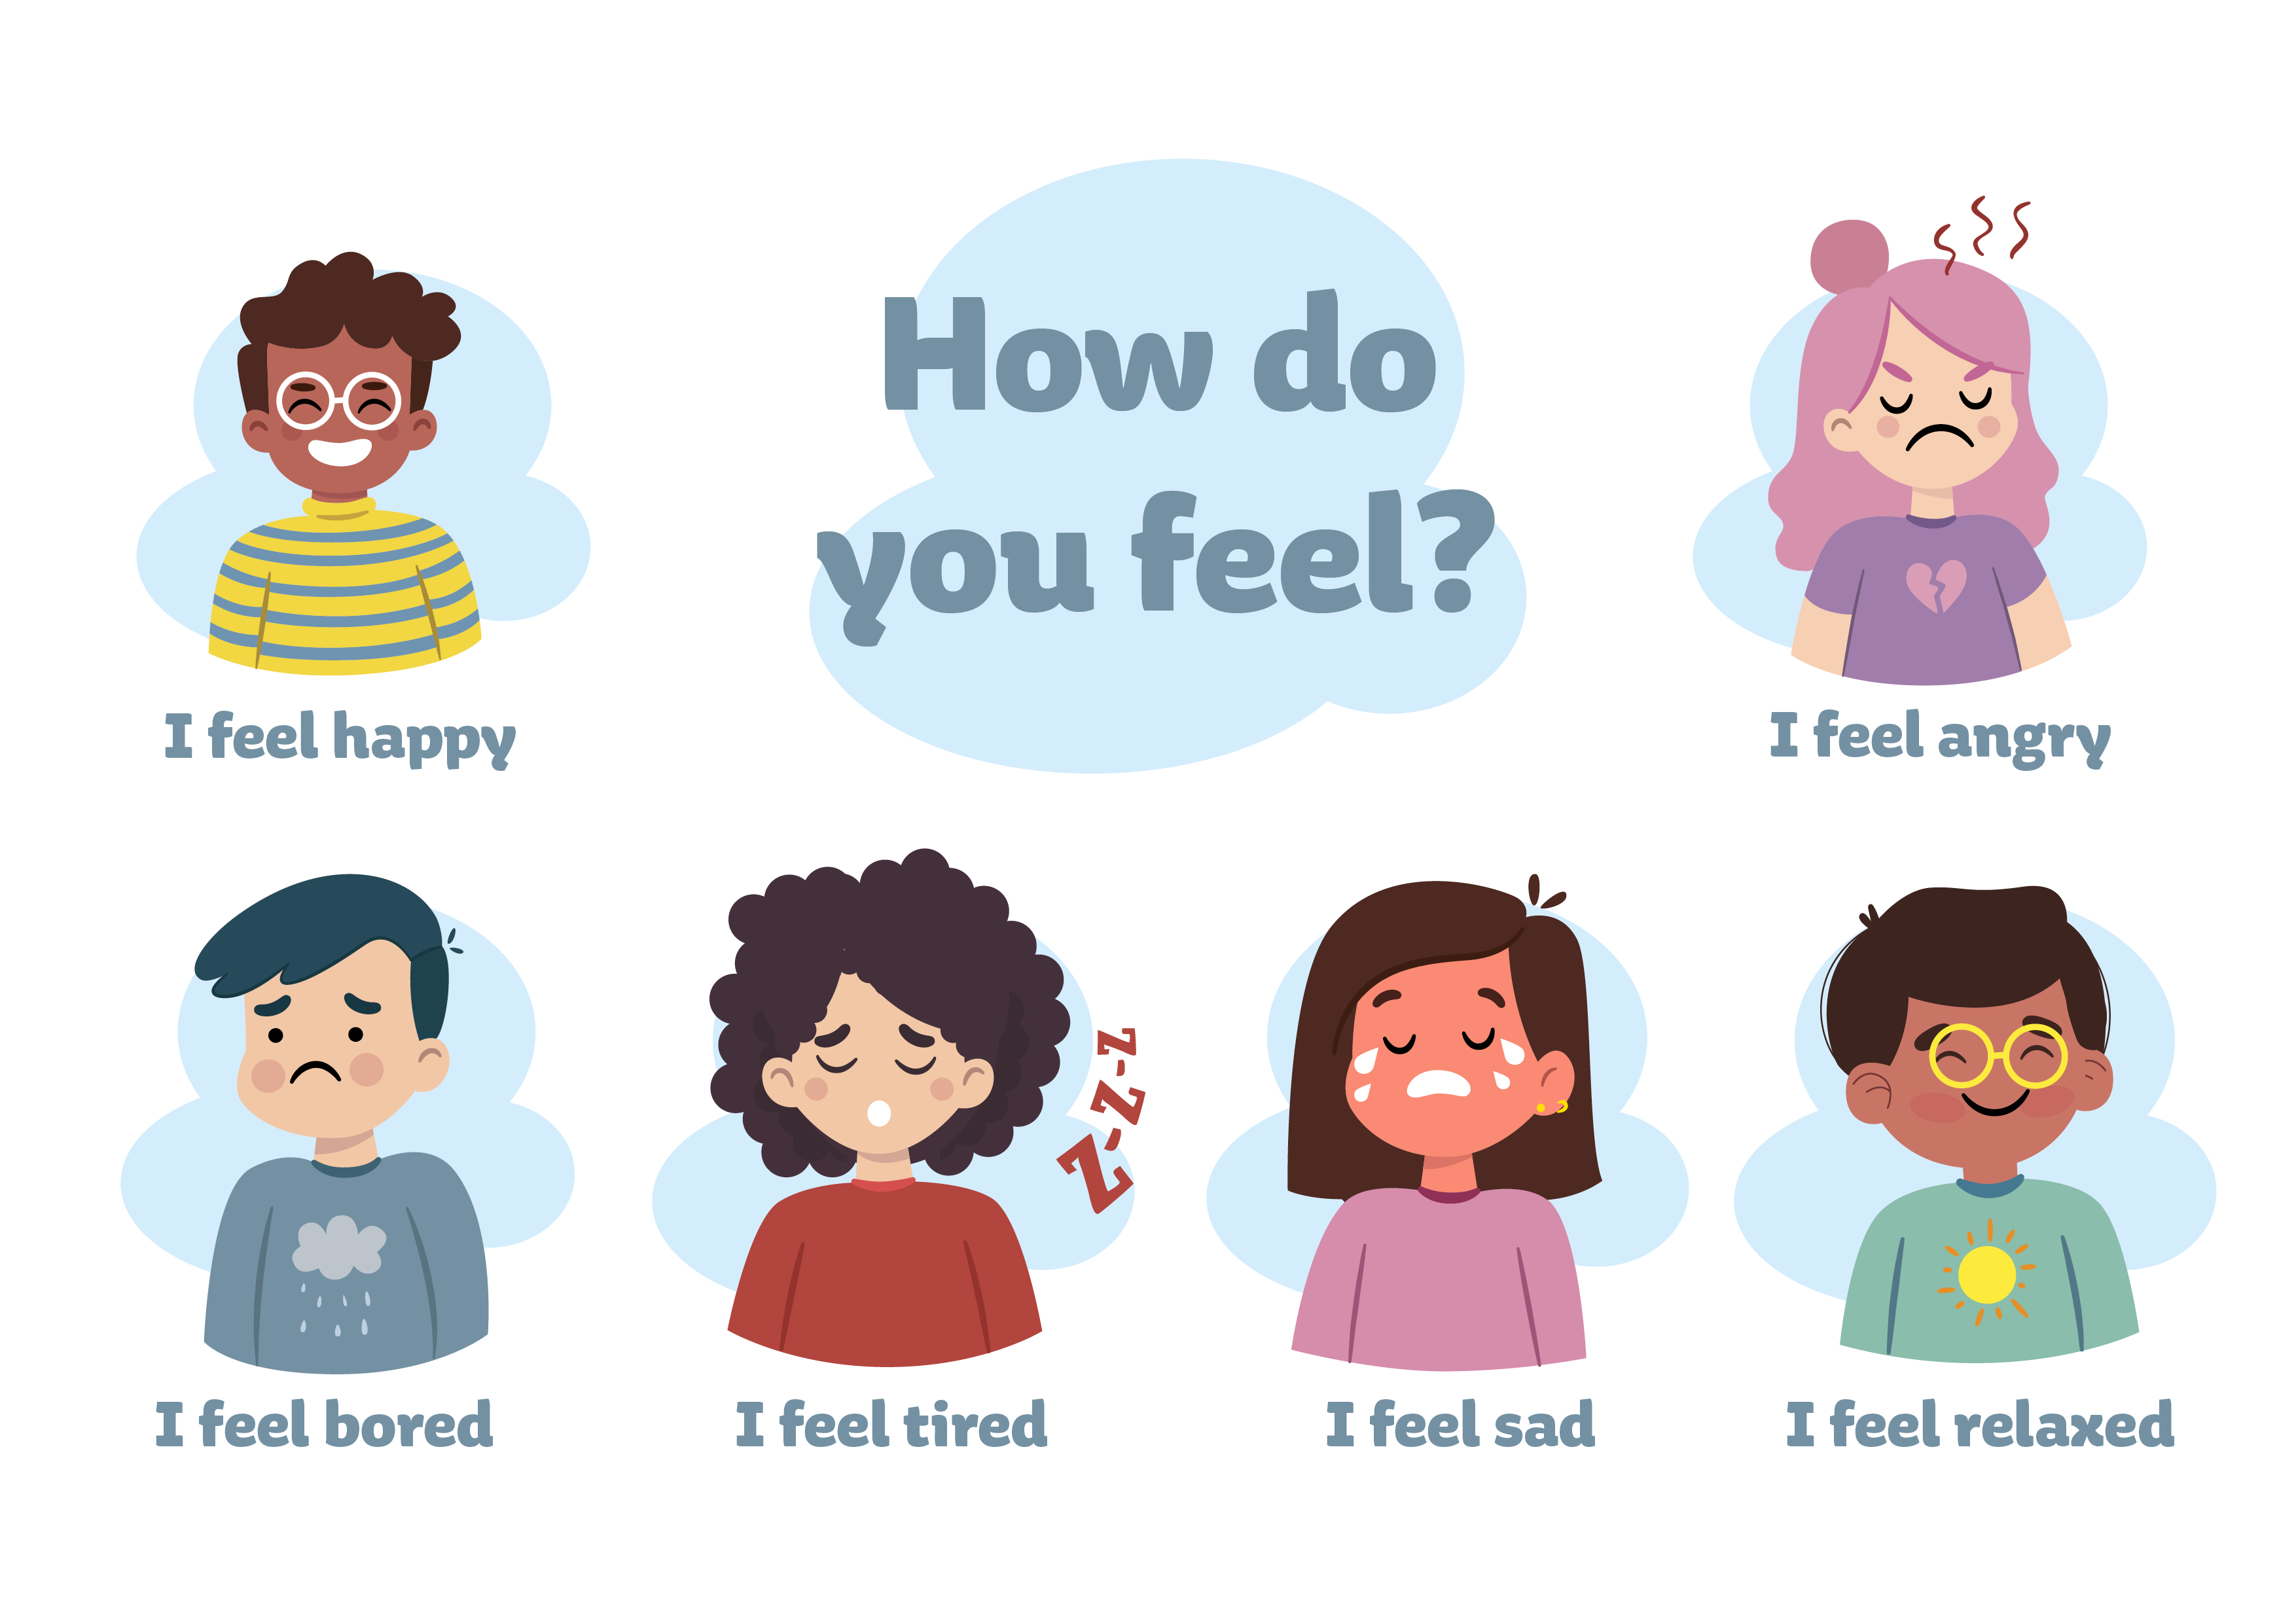 How do
you feel?
I feel happy
I feel angry
Z-Z-Z
I feel bored
I feel tired
I feel sad
I feel relaxed